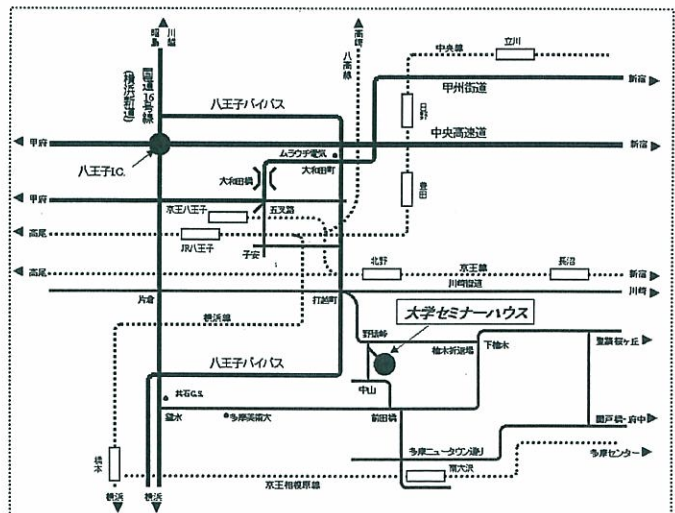 昭島
川越
高崎
八高線
中央線
立川
国道16号線
(横浜新道)
八王子バイパス
甲州街道
新宿
日野
甲府
中央高速道
新宿
ムラウチ電気
八王子I.C.
大和田橋
大和田町
豊田
甲府
京王八王子
五叉路
高尾
JR八王子
子安
高尾
北野
京王線
長沼
新宿
川崎街道
川崎
片倉
打越町
横浜線
大学セミナーハウス
野猿峠
柚木折返場
下柚木
聖蹟桜ヶ丘
八王子バイパス
中山
共石G.S.
鑓水
多摩美術大
前田橋
関戸橋・府中
橋本
多摩ニュータウン通り
南大沢
多摩センター
京王相模原線
横浜
横浜